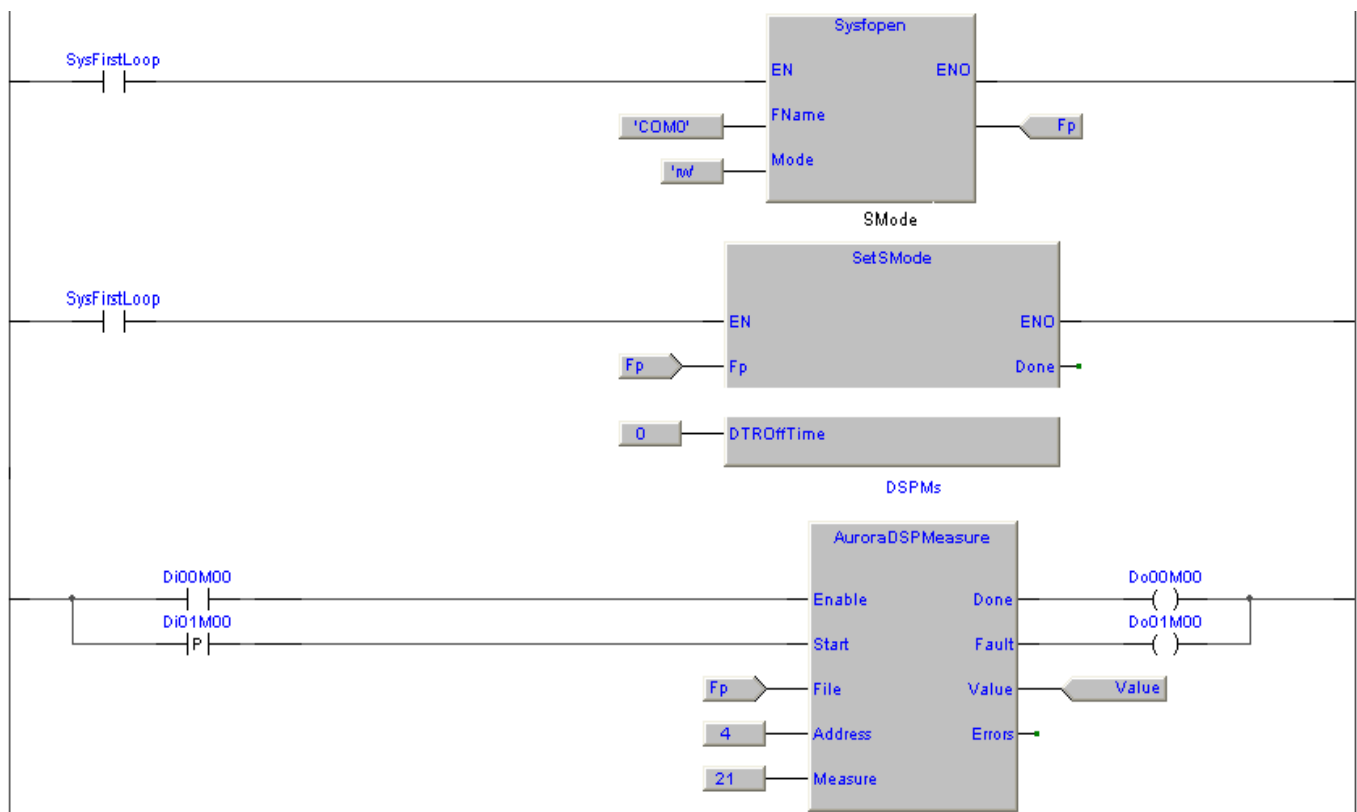 Sysfopen
SysFirstLoop
EN ENO
'COM0' FName Fp
'rw' Mode
SMode
SetSMode
SysFirstLoop
EN ENO
Fp Fp Done
0 DTROffTime
DSPMs
AuroraDSPMeasure
Di00M00 Do00M00
Enable Done
Di01M00 Do01M00
P Start Fault
Fp File Value Value
4 Address Errors
21 Measure